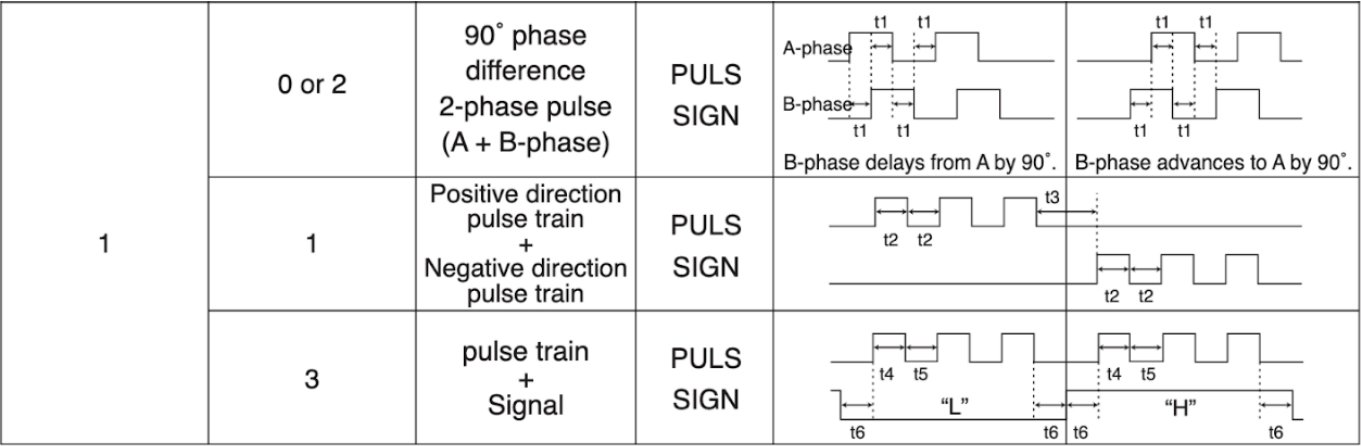 1
0 or 2
90° phase
difference
2-phase pulse
(A + B-phase)
PULS
SIGN
A-phase
t1 t1
B-phase
t1 t1
B-phase delays from A by 90°.
t1 t1
t1 t1
B-phase advances to A by 90°.
1
Positive direction
pulse train
+
Negative direction
pulse train
PULS
SIGN
t3
t2 t2
t2 t2
3
pulse train
+
Signal
PULS
SIGN
t4 t5
"L"
t6 t6
t4 t5
"H"
t6 t6